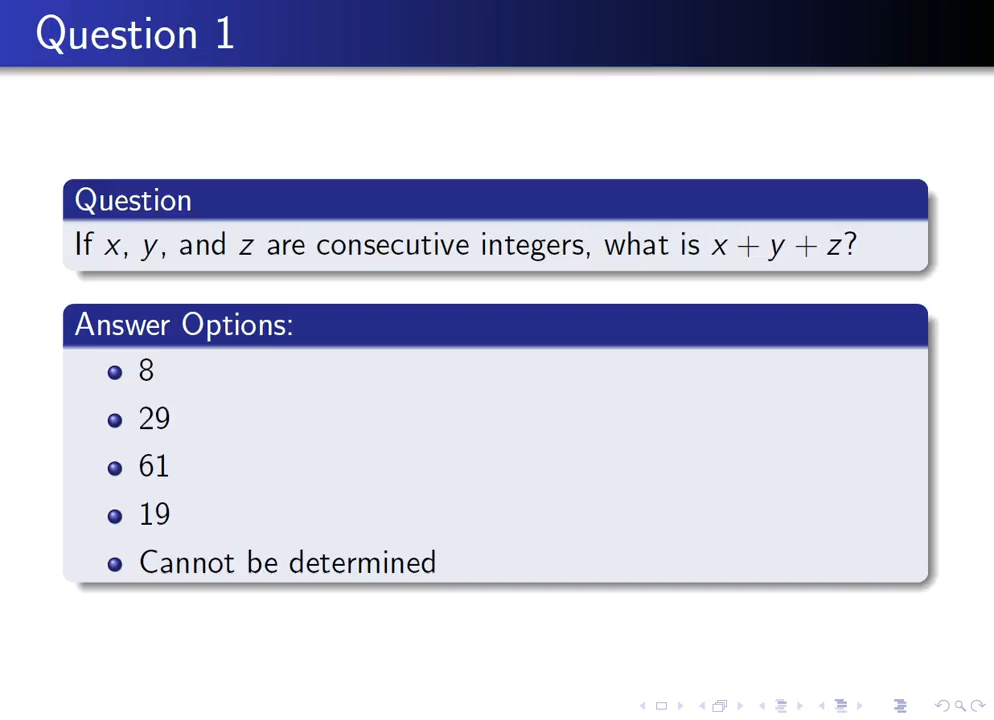 Question 1
Question
If x, y, and z are consecutive integers, what is x + y + z?
Answer Options:
8
29
61
19
Cannot be determined